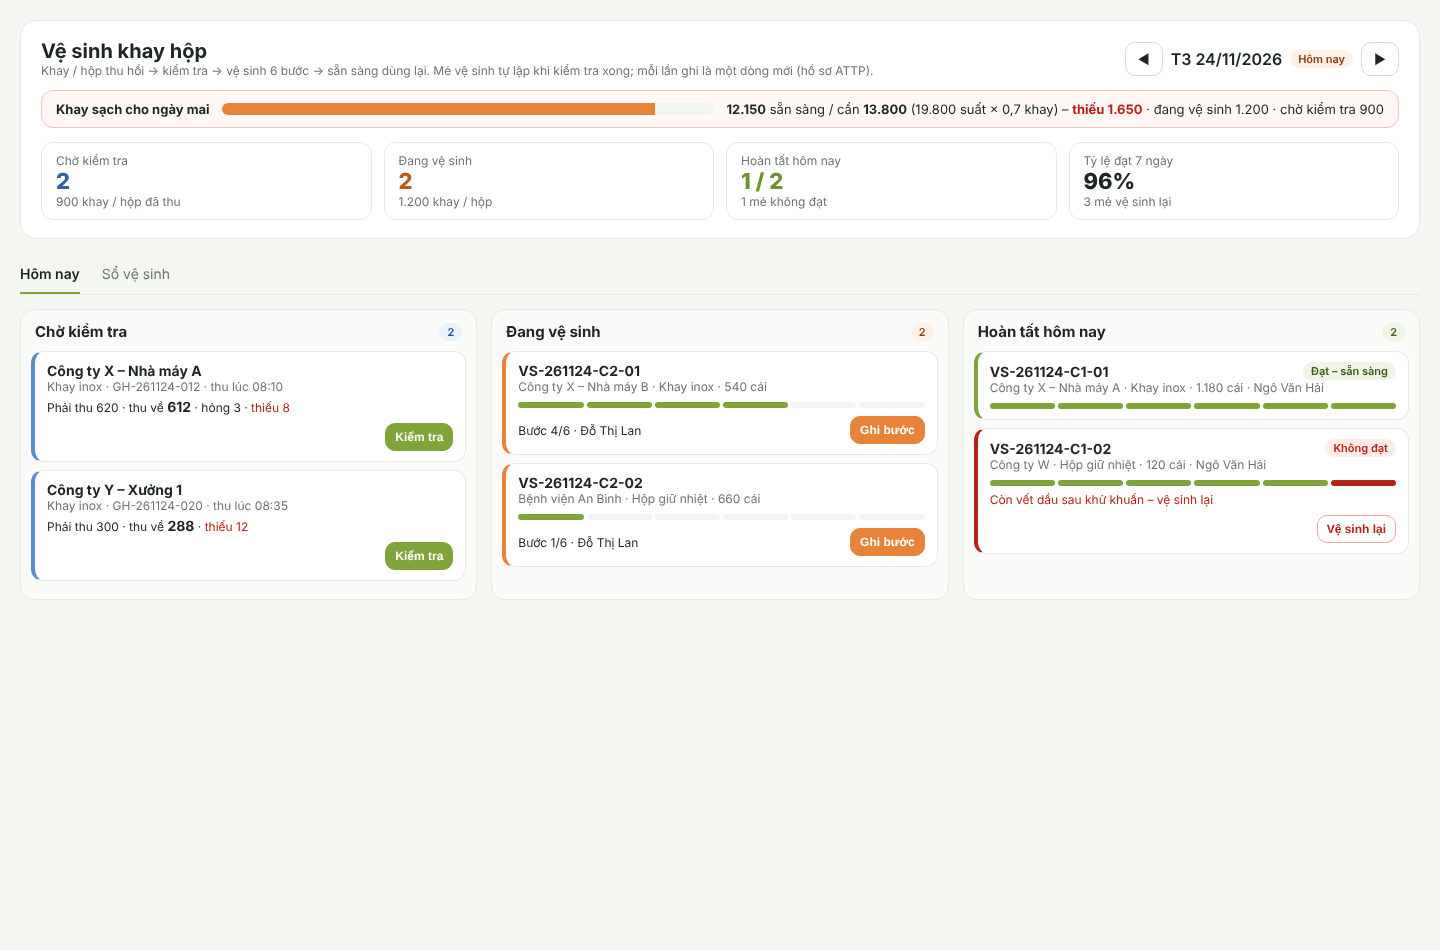 Vệ sinh khay hộp
Khay / hộp thu hồi → kiểm tra → vệ sinh 6 bước → sẵn sàng dùng lại. Mẻ vệ sinh tự lập khi kiểm tra xong; mỗi lần ghi là một dòng mới (hồ sơ ATTP).
◀ T3 24/11/2026 Hôm nay ▶
Khay sạch cho ngày mai 12.150 sẵn sàng / cần 13.800 (19.800 suất × 0,7 khay) – thiếu 1.650 · đang vệ sinh 1.200 · chờ kiểm tra 900
Chờ kiểm tra
2
900 khay / hộp đã thu
Đang vệ sinh
2
1.200 khay / hộp
Hoàn tất hôm nay
1 / 2
1 mẻ không đạt
Tỷ lệ đạt 7 ngày
96%
3 mẻ vệ sinh lại
Hôm nay Sổ vệ sinh
Chờ kiểm tra 2
Công ty X – Nhà máy A
Khay inox · GH-261124-012 · thu lúc 08:10
Phải thu 620 · thu về 612 · hỏng 3 · thiếu 8
Kiểm tra
Công ty Y – Xưởng 1
Khay inox · GH-261124-020 · thu lúc 08:35
Phải thu 300 · thu về 288 · thiếu 12
Kiểm tra
Đang vệ sinh 2
VS-261124-C2-01
Công ty X – Nhà máy B · Khay inox · 540 cái
Bước 4/6 · Đỗ Thị Lan Ghi bước
VS-261124-C2-02
Bệnh viện An Bình · Hộp giữ nhiệt · 660 cái
Bước 1/6 · Đỗ Thị Lan Ghi bước
Hoàn tất hôm nay 2
VS-261124-C1-01 Đạt – sẵn sàng
Công ty X – Nhà máy A · Khay inox · 1.180 cái · Ngô Văn Hải
VS-261124-C1-02 Không đạt
Công ty W · Hộp giữ nhiệt · 120 cái · Ngô Văn Hải
Còn vết dầu sau khử khuẩn – vệ sinh lại
Vệ sinh lại